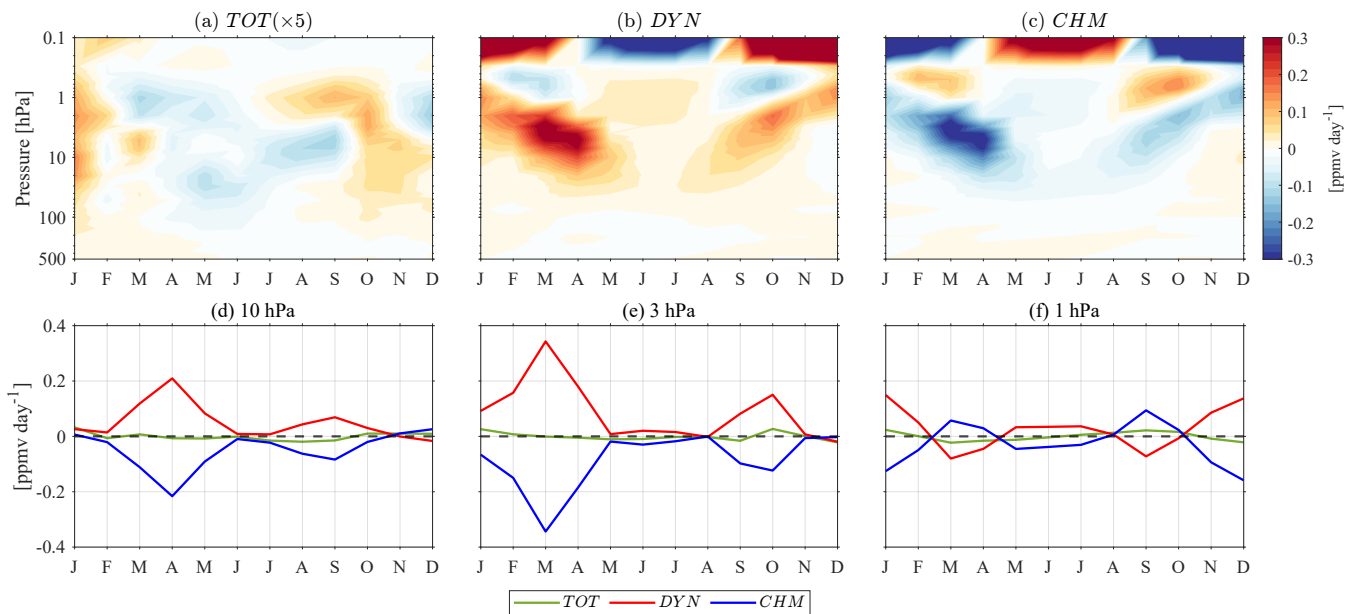 (a) TOT(×5) (b) DYN (c) CHM
0.1
1
10
100
500
Pressure [hPa]
J F M A M J J A S O N D
J F M A M J J A S O N D
J F M A M J J A S O N D
0.3
0.2
0.1
0
-0.1
-0.2
-0.3
[ppmv day⁻¹]
(d) 10 hPa (e) 3 hPa (f) 1 hPa
0.4
0.2
0
-0.2
-0.4
[ppmv day⁻¹]
J F M A M J J A S O N D
J F M A M J J A S O N D
J F M A M J J A S O N D
TOT DYN CHM